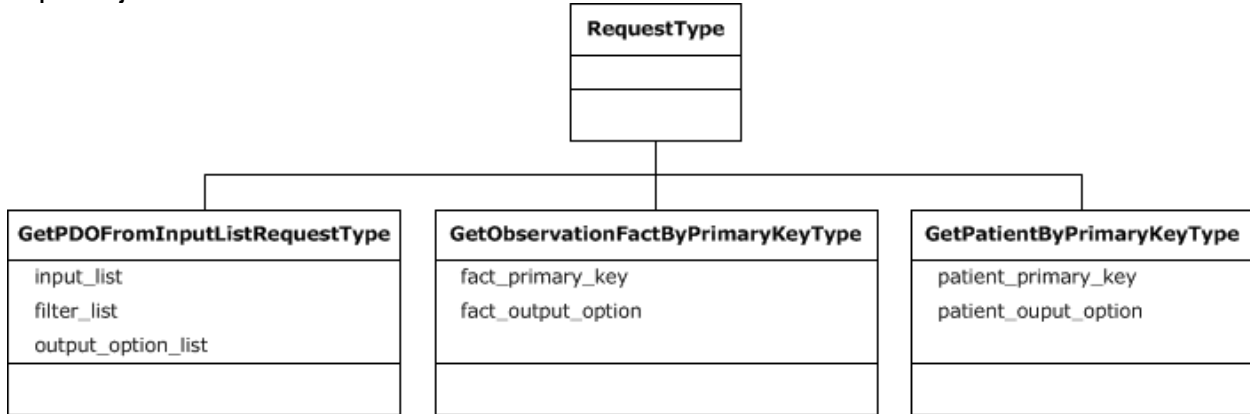 RequestType
GetPDOFromInputListRequestType
input_list
filter_list
output_option_list
GetObservationFactByPrimaryKeyType
fact_primary_key
fact_output_option
GetPatientByPrimaryKeyType
patient_primary_key
patient_ouput_option